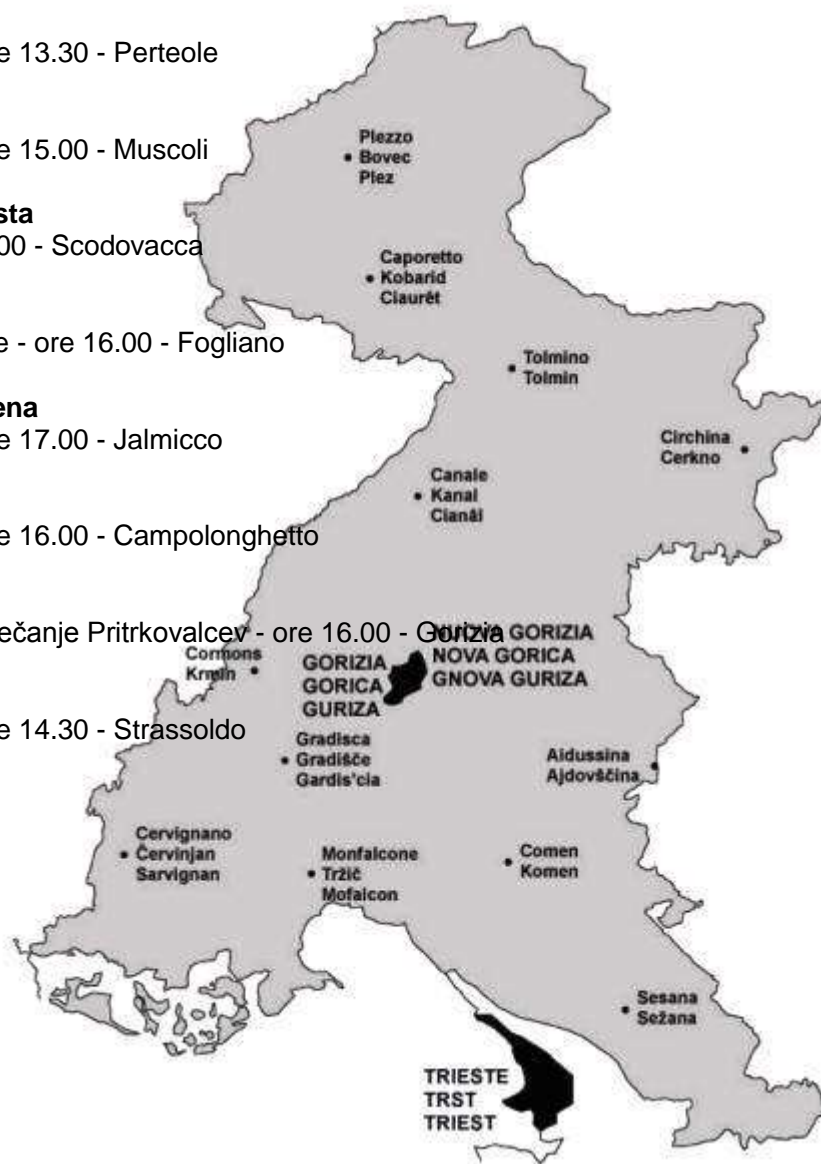 e 13.30 - Perteole
e 15.00 - Muscoli
sta
00 - Scodovacca
e - ore 16.00 - Fogliano
ena
e 17.00 - Jalmicco
e 16.00 - Campolonghetto
ečanje Pritrkovalcev - ore 16.00 - Gorizia
e 14.30 - Strassoldo
Plezzo
Bovec
Plez
Caporetto
Kobarid
Ciaurêt
Tolmino
Tolmin
Circhina
Cerkno
Canale
Kanal
Cianâl
Cormons
Krmin
GORIZIA
GORICA
GURIZA
NUOVA GORIZIA
NOVA GORICA
GNOVA GURIZA
Gradisca
Gradišče
Gardis'cia
Aidussina
Ajdovščina
Cervignano
Červinjan
Sarvignan
Monfalcone
Tržič
Mofalcon
Comen
Komen
Sesana
Sežana
TRIESTE
TRST
TRIEST